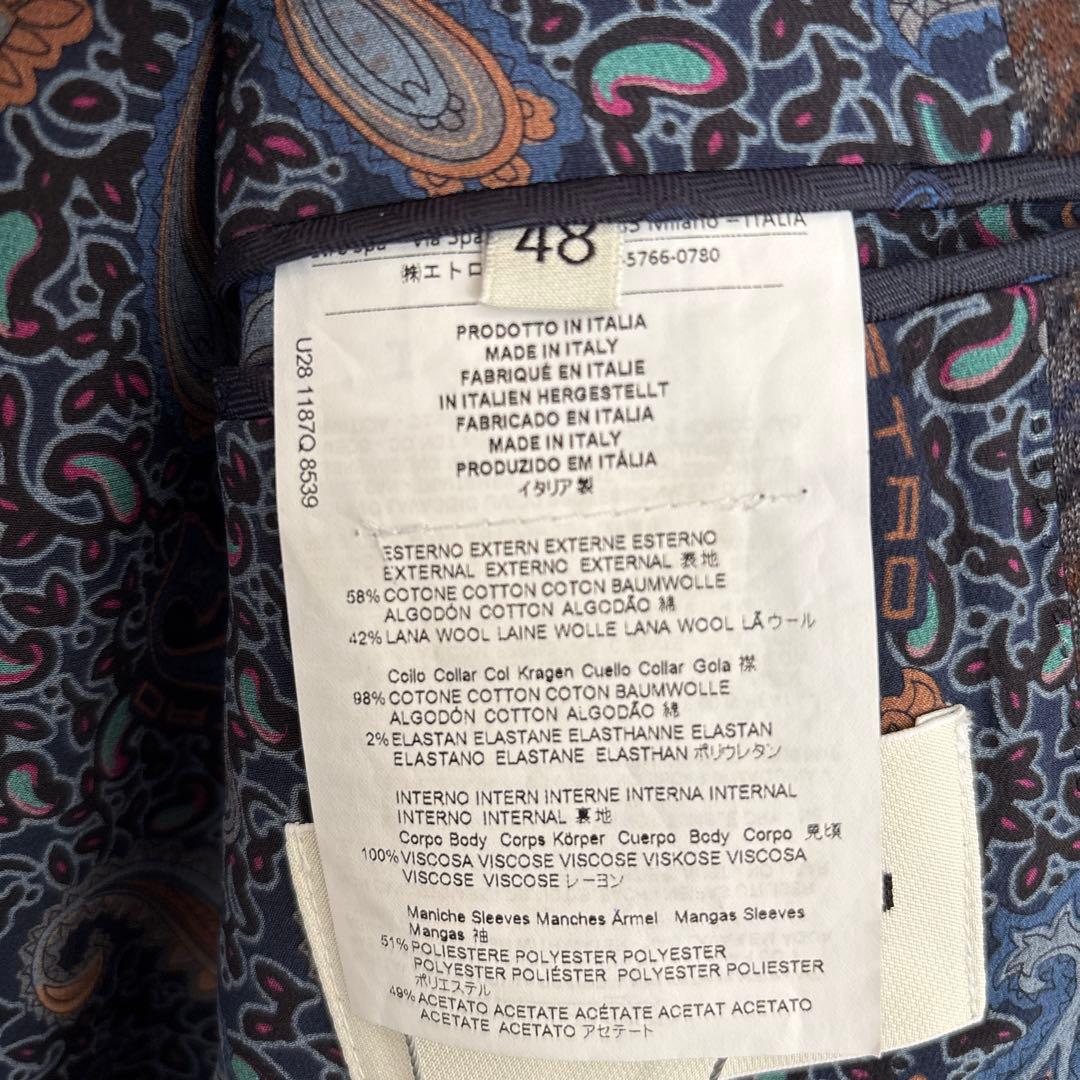 Milano - ITALIA
48
㈱エトロ
-5766-0780
PRODOTTO IN ITALIA
MADE IN ITALY
FABRIQUÉ EN ITALIE
IN ITALIEN HERGESTELLT
FABRICADO EN ITALIA
MADE IN ITALY
PRODUZIDO EM ITÁLIA
イタリア製
U28 1187Q 8539
ESTERNO EXTERN EXTERNE ESTERNO
EXTERNAL EXTERNO EXTERNAL 表地
58% COTONE COTTON COTON BAUMWOLLE
ALGODÓN COTTON ALGODÃO 綿
42% LANA WOOL LAINE WOLLE LANA WOOL LÃ ウール
Collo Collar Col Kragen Cuello Collar Gola 襟
98% COTONE COTTON COTON BAUMWOLLE
ALGODÓN COTTON ALGODÃO 綿
2% ELASTAN ELASTANE ELASTHANNE ELASTAN
ELASTANO ELASTANE ELASTHAN ポリウレタン
INTERNO INTERN INTERNE INTERNA INTERNAL
INTERNO INTERNAL 裏地
Corpo Body Corps Körper Cuerpo Body Corpo 見頃
100% VISCOSA VISCOSE VISCOSE VISKOSE VISCOSA
VISCOSE VISCOSE レーヨン
Maniche Sleeves Manches Ärmel Mangas Sleeves
Mangas 袖
51% POLIESTERE POLYESTER POLYESTER
POLYESTER POLIÉSTER POLYESTER POLIESTER
ポリエステル
49% ACETATO ACETATE ACÉTATE ACETAT ACETATO
ACETATE ACETATO アセテート
ETRO